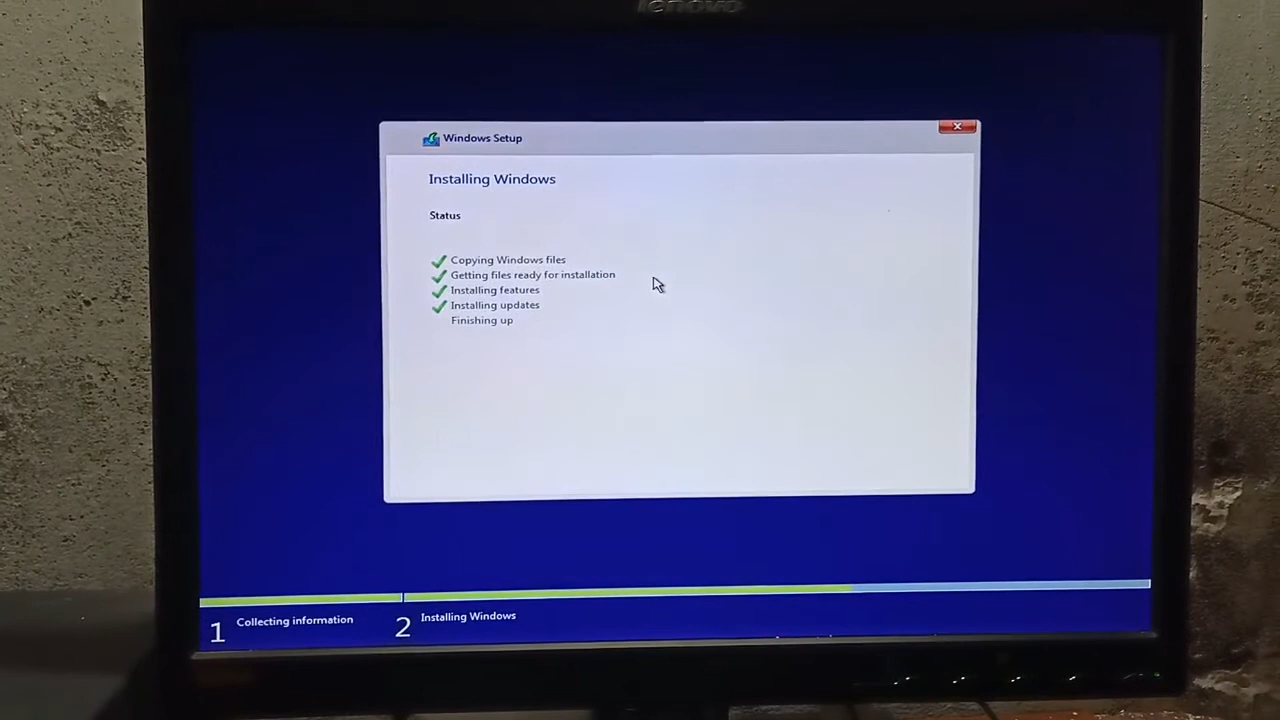 lenovo
Windows Setup
Installing Windows
Status
Copying Windows files
Getting files ready for installation
Installing features
Installing updates
Finishing up
1 Collecting information
2 Installing Windows